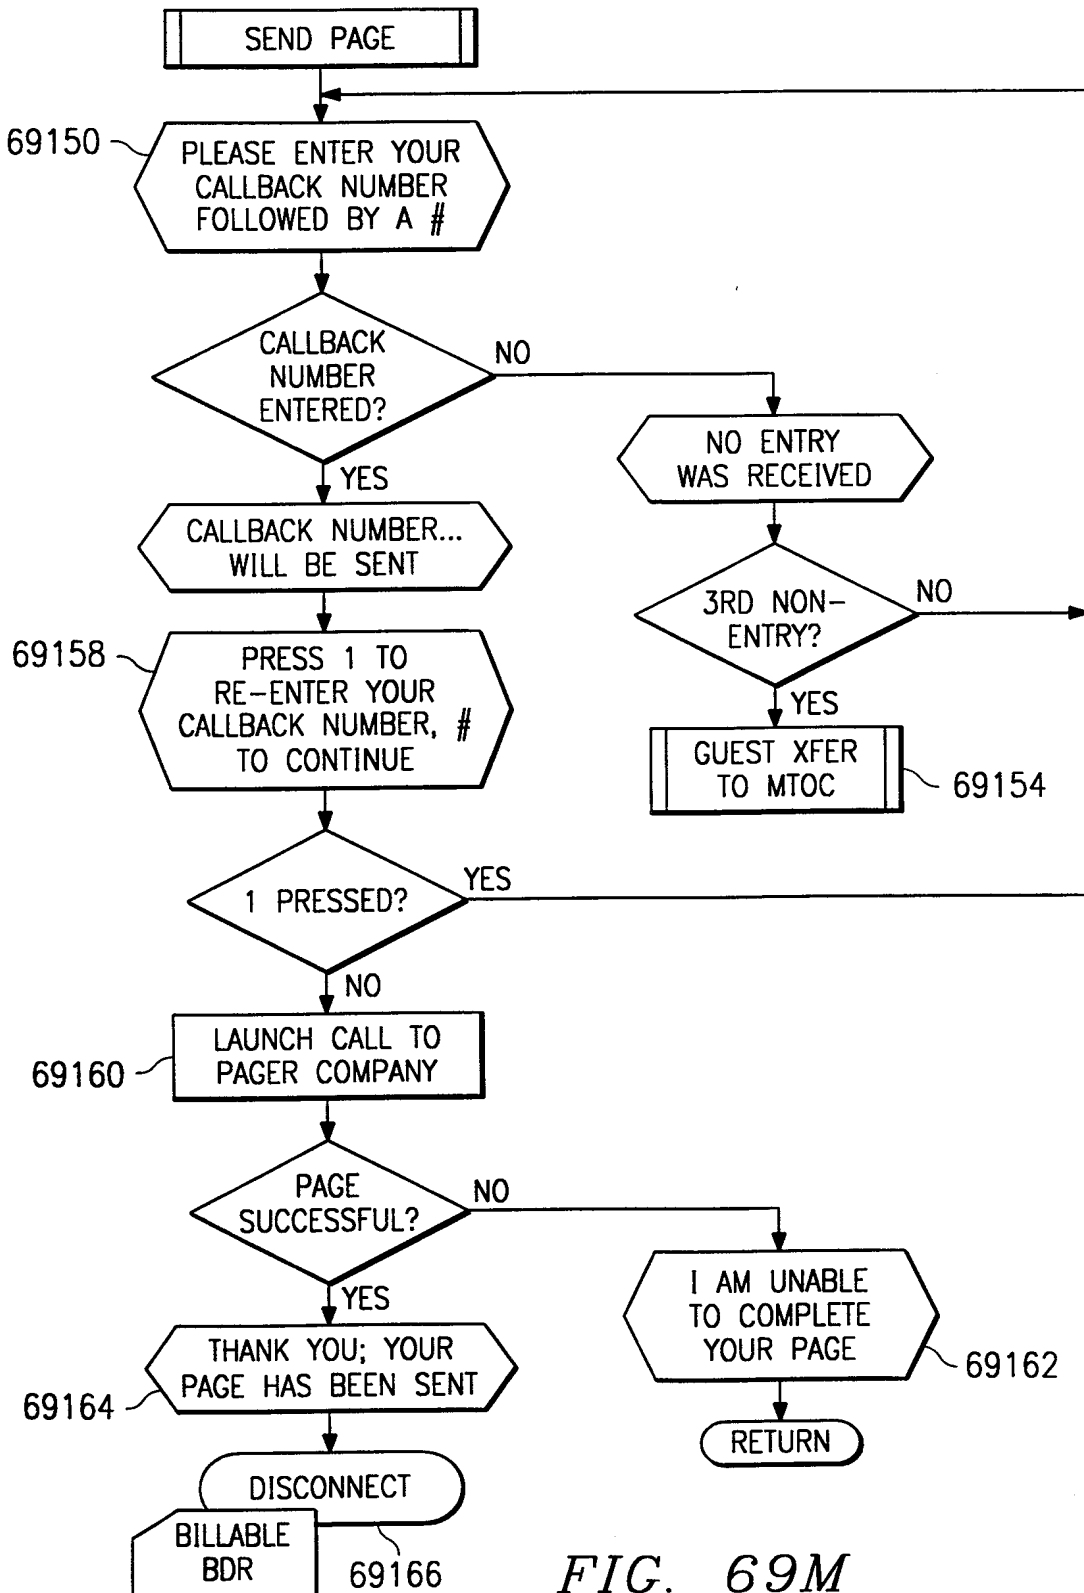 SEND PAGE
69150
PLEASE ENTER YOUR
CALLBACK NUMBER
FOLLOWED BY A #
CALLBACK
NUMBER
ENTERED?
NO
YES
NO ENTRY
WAS RECEIVED
CALLBACK NUMBER...
WILL BE SENT
3RD NON-
ENTRY?
NO
YES
69158
PRESS 1 TO
RE-ENTER YOUR
CALLBACK NUMBER, #
TO CONTINUE
GUEST XFER
TO MTOC
69154
1 PRESSED?
YES
NO
69160
LAUNCH CALL TO
PAGER COMPANY
PAGE
SUCCESSFUL?
NO
YES
I AM UNABLE
TO COMPLETE
YOUR PAGE
69162
RETURN
69164
THANK YOU; YOUR
PAGE HAS BEEN SENT
DISCONNECT
BILLABLE
BDR
69166
FIG. 69M